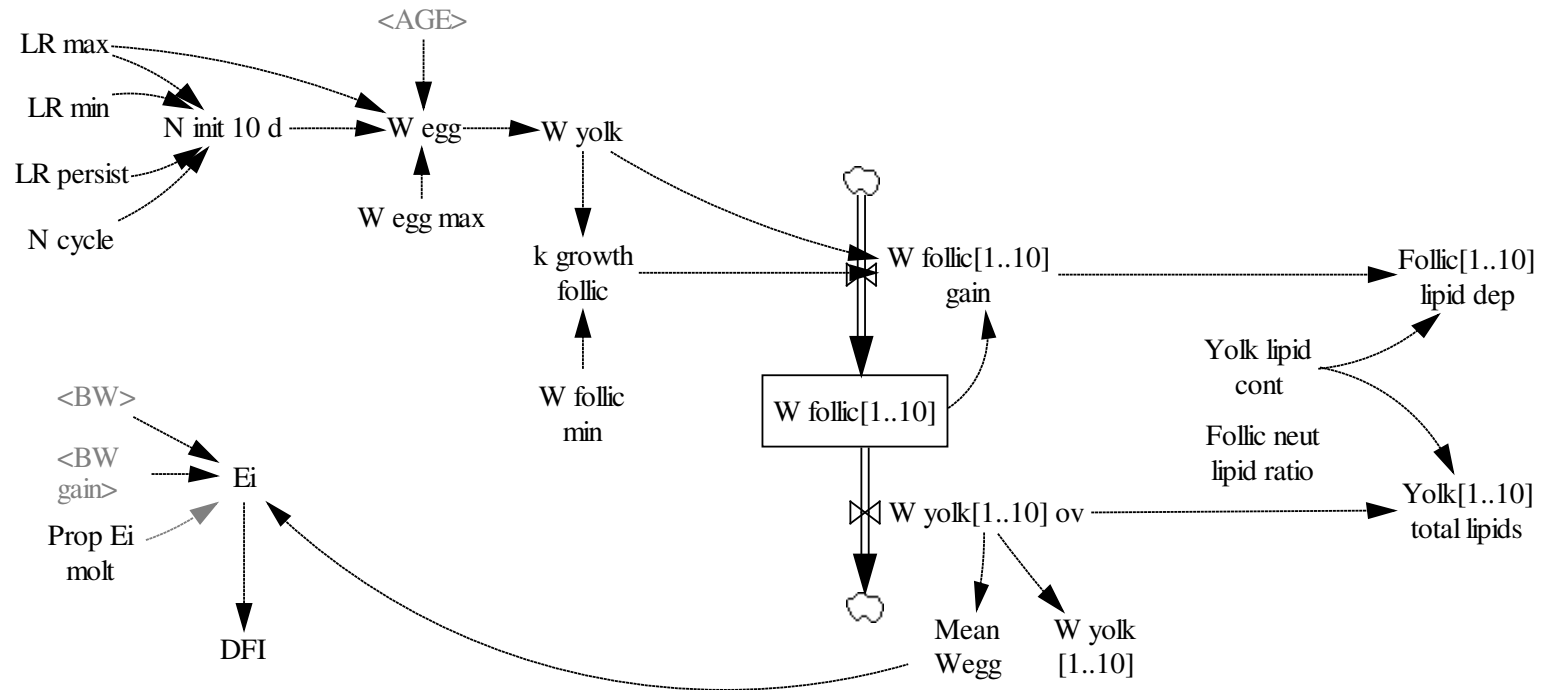 <AGE>
LR max
LR min
N init 10 d
W egg
W yolk
LR persist
W egg max
N cycle
k growth
follic
W follic[1..10]
gain
Follic[1..10]
lipid dep
Yolk lipid
cont
W follic
min
W follic[1..10]
<BW>
<BW
gain>
Ei
Prop Ei
molt
Follic neut
lipid ratio
W yolk[1..10] ov
Yolk[1..10]
total lipids
DFI
Mean
Wegg
W yolk
[1..10]